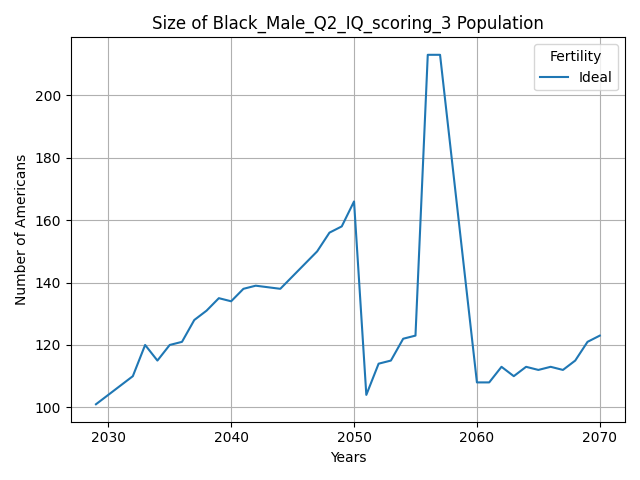 Size of Black_Male_Q2_IQ_scoring_3 Population
Fertility
Ideal
Number of Americans
200
180
160
140
120
100
2030 2040 2050 2060 2070
Years